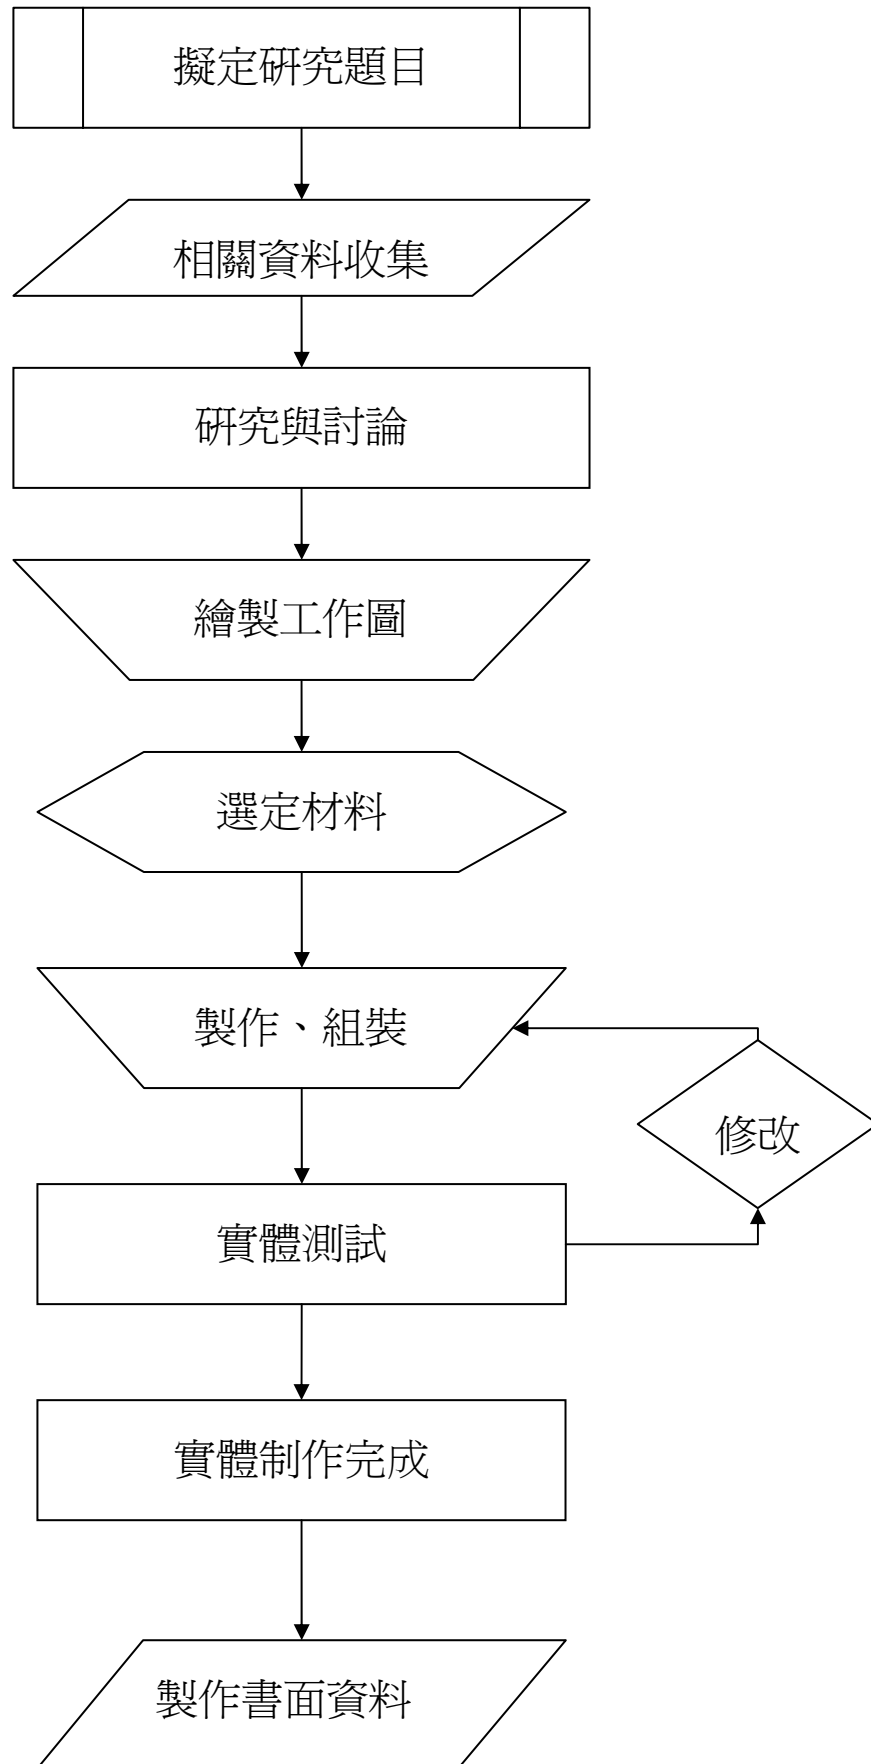 擬定研究題目
相關資料收集
研究與討論
繪製工作圖
選定材料
製作、組裝
修改
實體測試
實體制作完成
製作書面資料